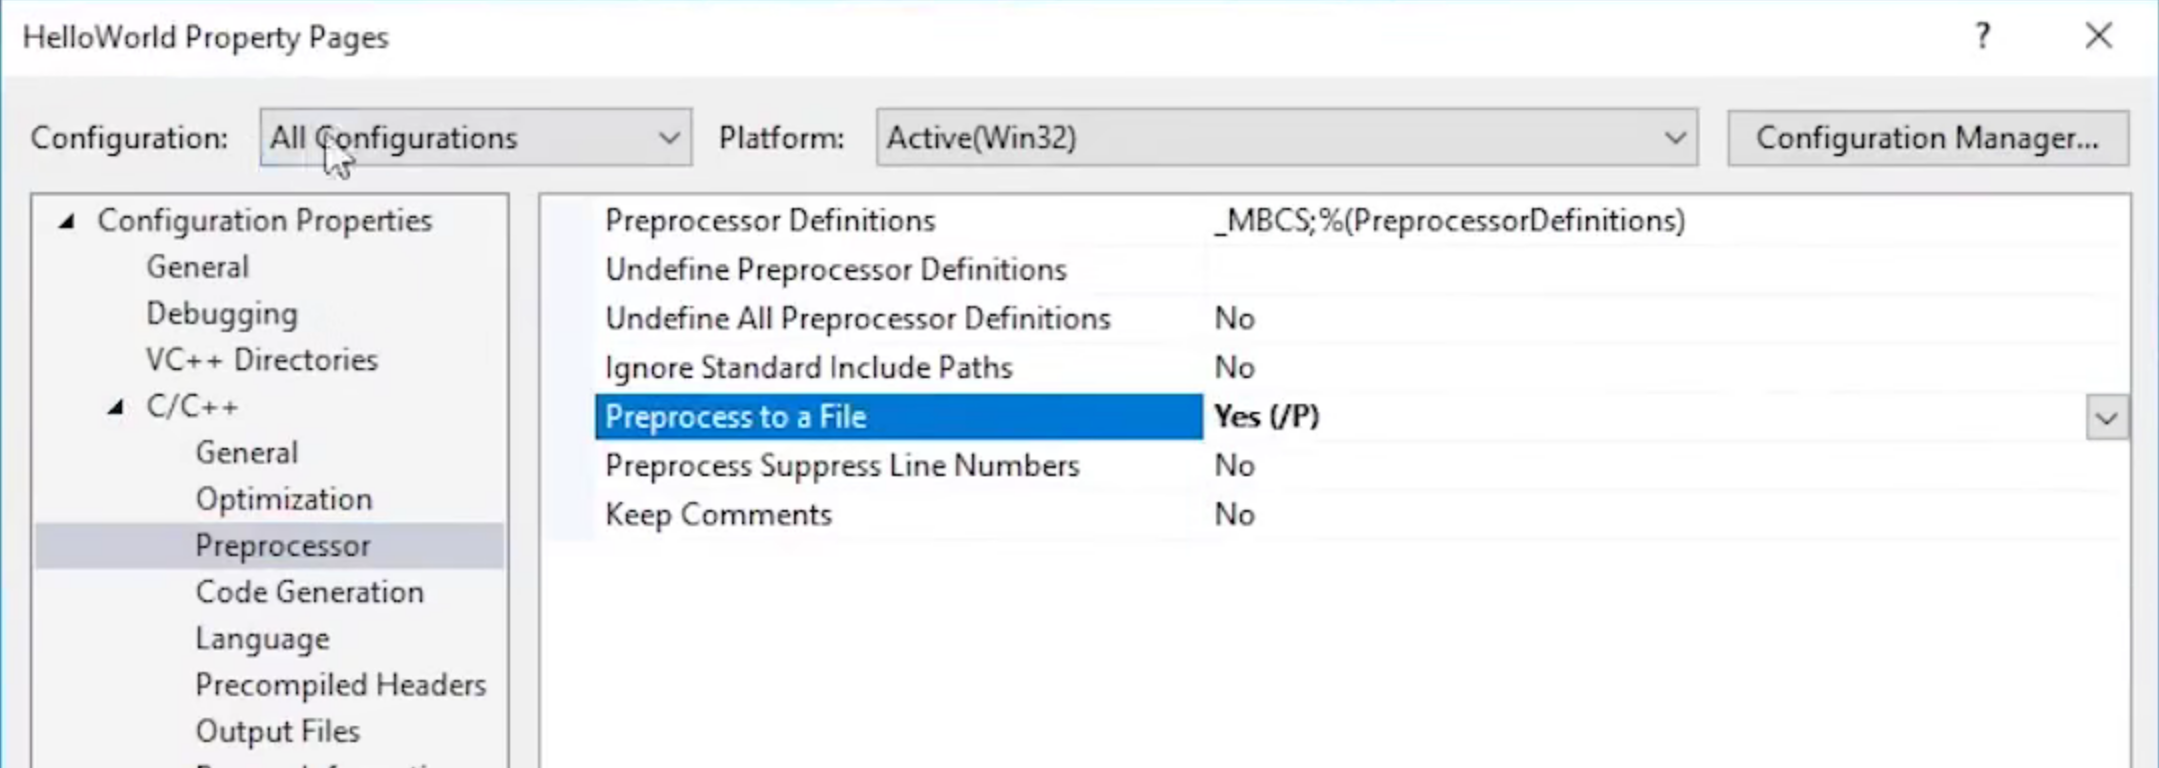 HelloWorld Property Pages
?
Configuration: All Configurations Platform: Active(Win32) Configuration Manager...
Configuration Properties
General
Debugging
VC++ Directories
C/C++
General
Optimization
Preprocessor
Code Generation
Language
Precompiled Headers
Output Files
Preprocessor Definitions _MBCS;%(PreprocessorDefinitions)
Undefine Preprocessor Definitions
Undefine All Preprocessor Definitions No
Ignore Standard Include Paths No
Preprocess to a File Yes (/P)
Preprocess Suppress Line Numbers No
Keep Comments No